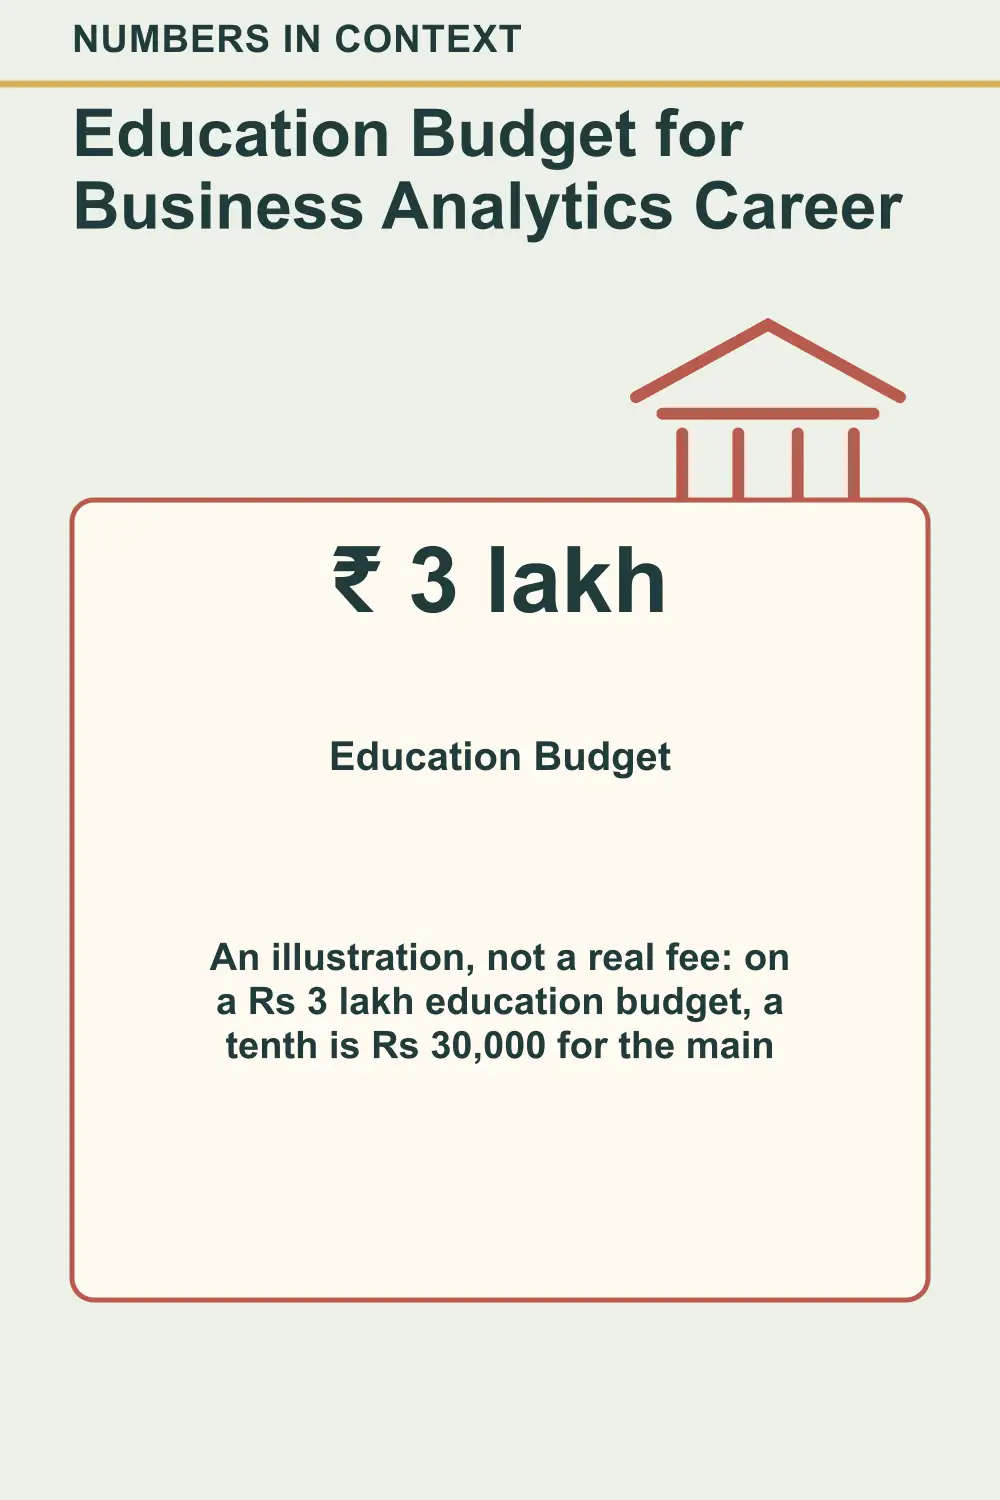 NUMBERS IN CONTEXT
Education Budget for
Business Analytics Career
₹ 3 lakh
Education Budget
An illustration, not a real fee: on
a Rs 3 lakh education budget, a
tenth is Rs 30,000 for the main